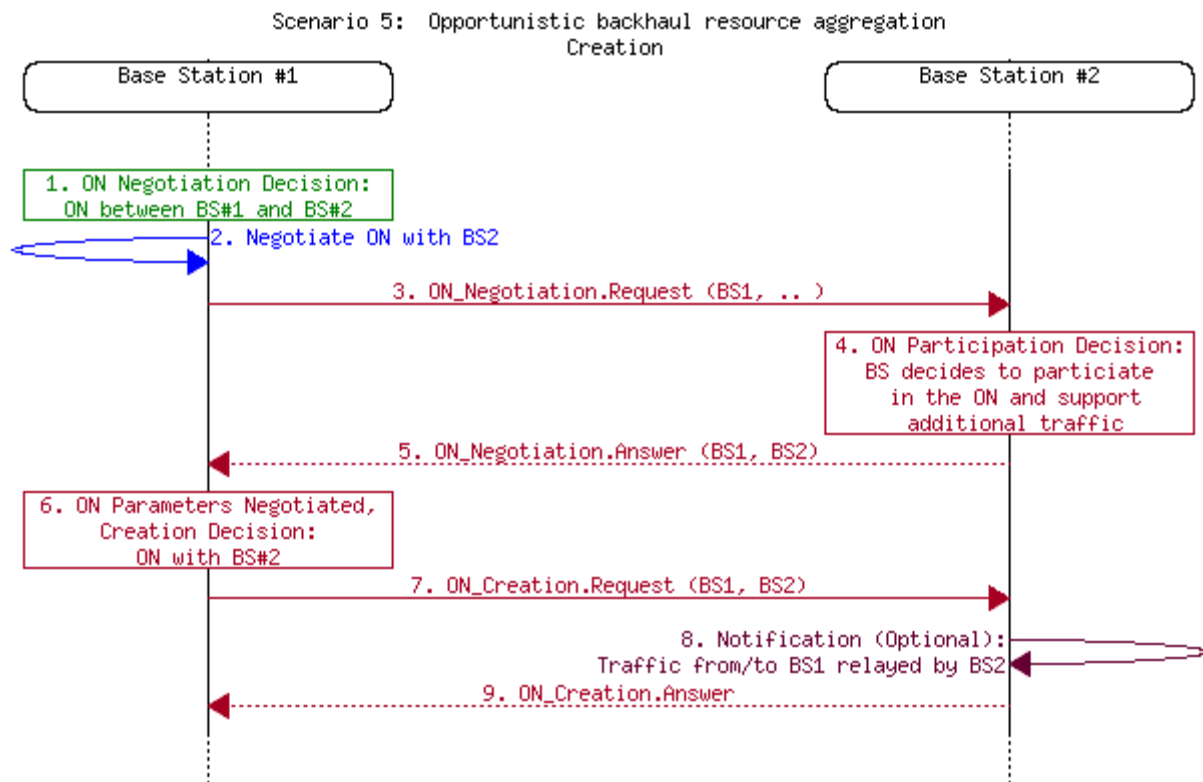 Scenario 5:  Opportunistic backhaul resource aggregation
Creation
Base Station #1
Base Station #2
1. ON Negotiation Decision:
ON between BS#1 and BS#2
2. Negotiate ON with BS2
3. ON_Negotiation.Request (BS1, .. )
4. ON Participation Decision:
BS decides to particiate
in the ON and support
additional traffic
5. ON_Negotiation.Answer (BS1, BS2)
6. ON Parameters Negotiated,
Creation Decision:
ON with BS#2
7. ON_Creation.Request (BS1, BS2)
8. Notification (Optional):
Traffic from/to BS1 relayed by BS2
9. ON_Creation.Answer